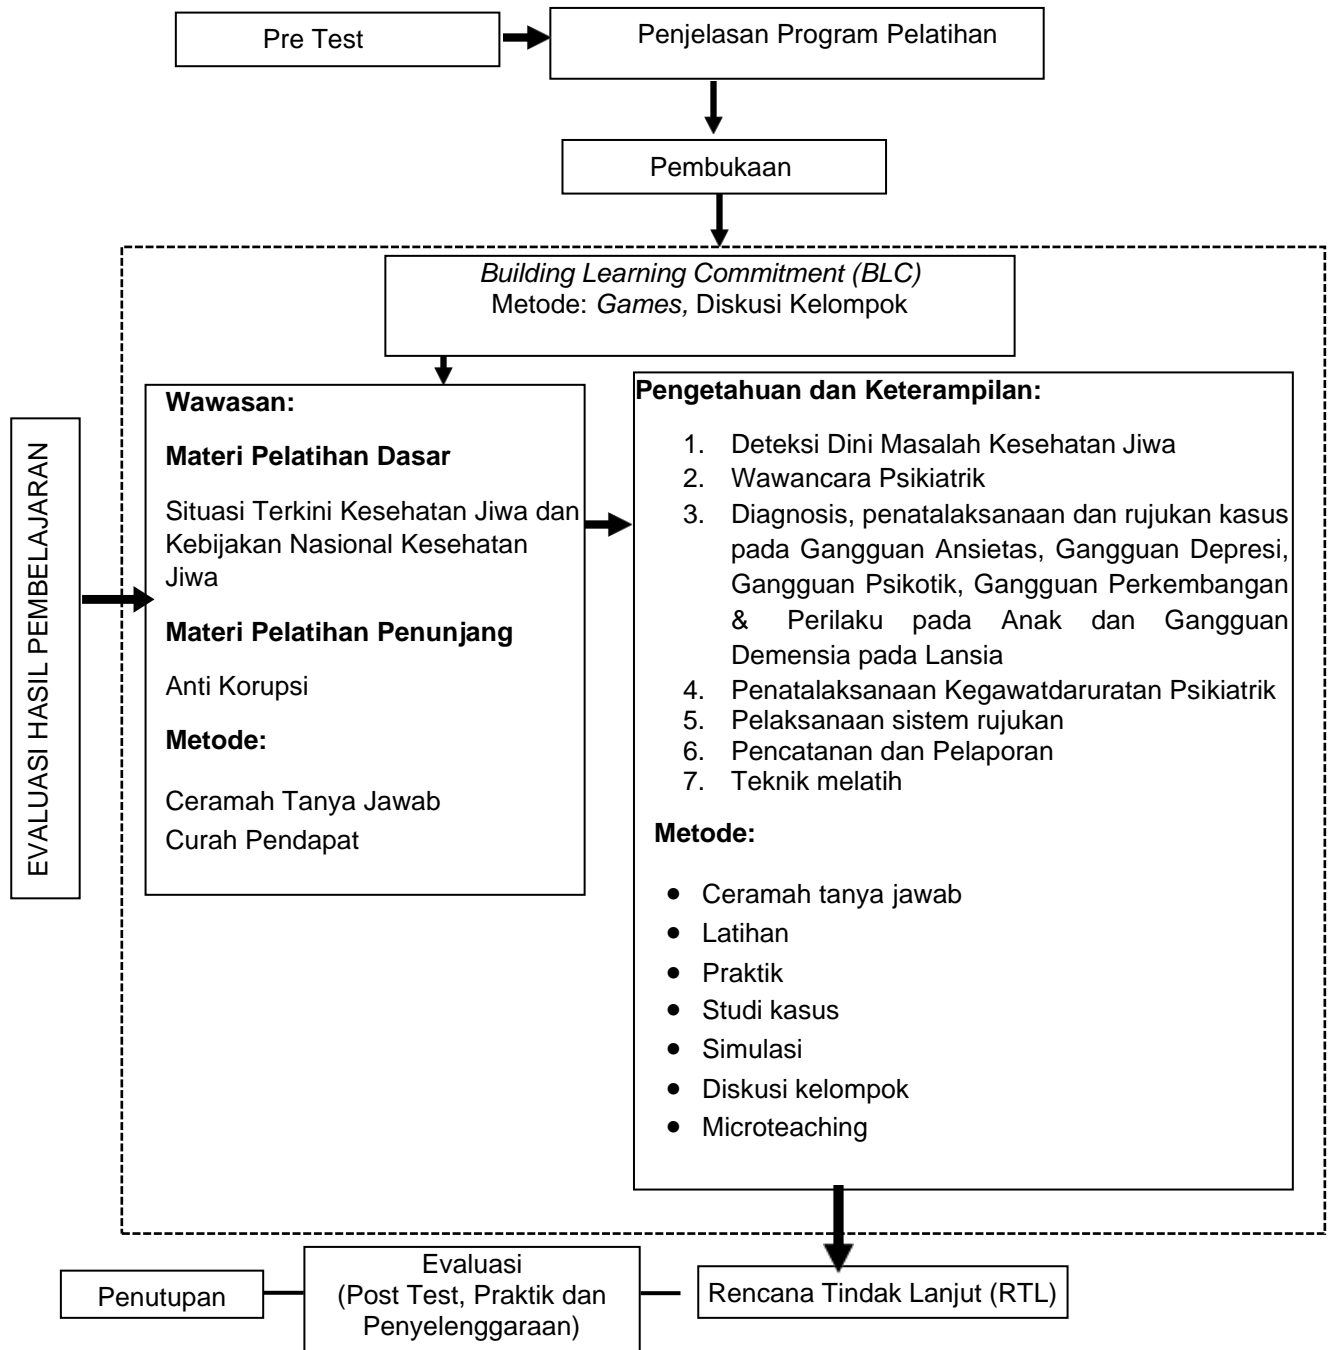 Pre Test
Penjelasan Program Pelatihan
Pembukaan
Building Learning Commitment (BLC)
Metode: Games, Diskusi Kelompok
EVALUASI HASIL PEMBELAJARAN
Wawasan:
Materi Pelatihan Dasar
Situasi Terkini Kesehatan Jiwa dan
Kebijakan Nasional Kesehatan
Jiwa
Materi Pelatihan Penunjang
Anti Korupsi
Metode:
Ceramah Tanya Jawab
Curah Pendapat
Pengetahuan dan Keterampilan:
1. Deteksi Dini Masalah Kesehatan Jiwa
2. Wawancara Psikiatrik
3. Diagnosis, penatalaksanaan dan rujukan kasus
pada Gangguan Ansietas, Gangguan Depresi,
Gangguan Psikotik, Gangguan Perkembangan
& Perilaku pada Anak dan Gangguan
Demensia pada Lansia
4. Penatalaksanaan Kegawatdaruratan Psikiatrik
5. Pelaksanaan sistem rujukan
6. Pencatanan dan Pelaporan
7. Teknik melatih
Metode:
• Ceramah tanya jawab
• Latihan
• Praktik
• Studi kasus
• Simulasi
• Diskusi kelompok
• Microteaching
Rencana Tindak Lanjut (RTL)
Evaluasi
(Post Test, Praktik dan
Penyelenggaraan)
Penutupan